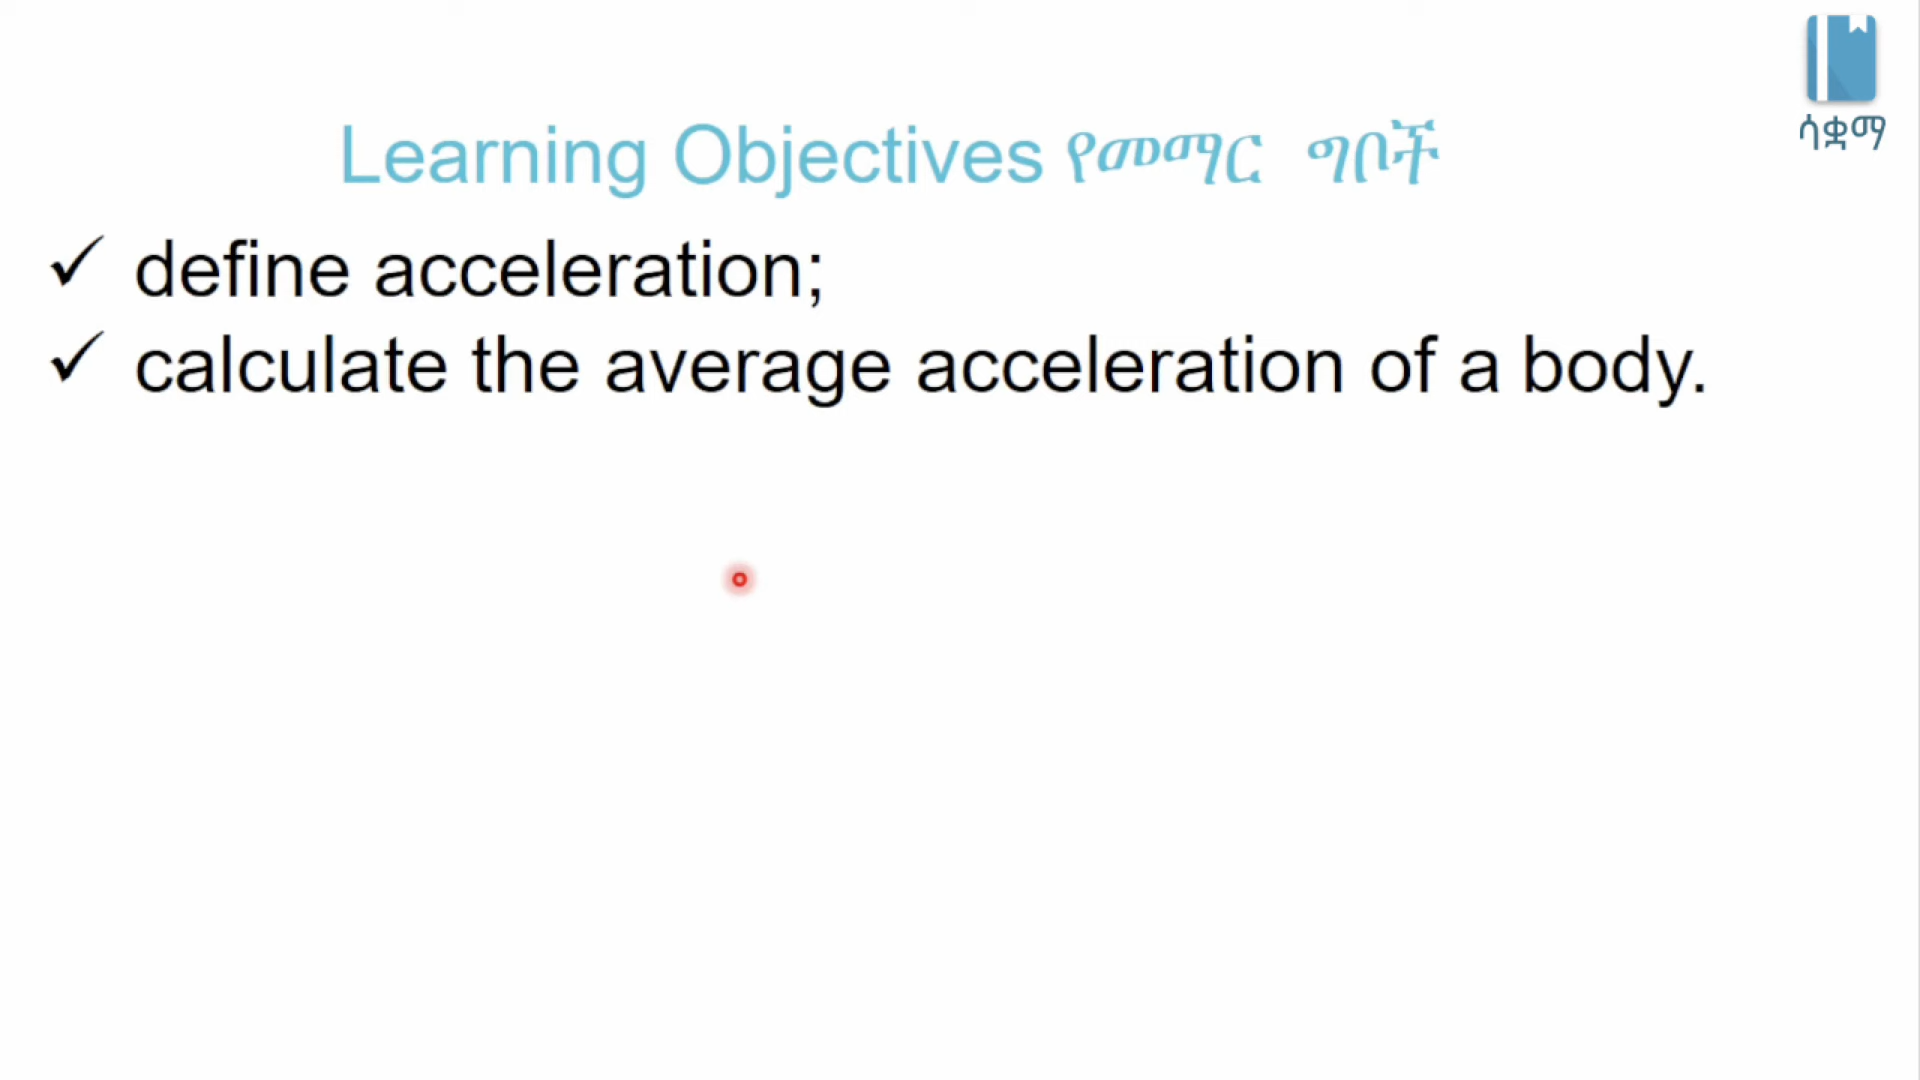 ሳቋማ
Learning Objectives የመማር ግቦች
✓ define acceleration;
✓ calculate the average acceleration of a body.